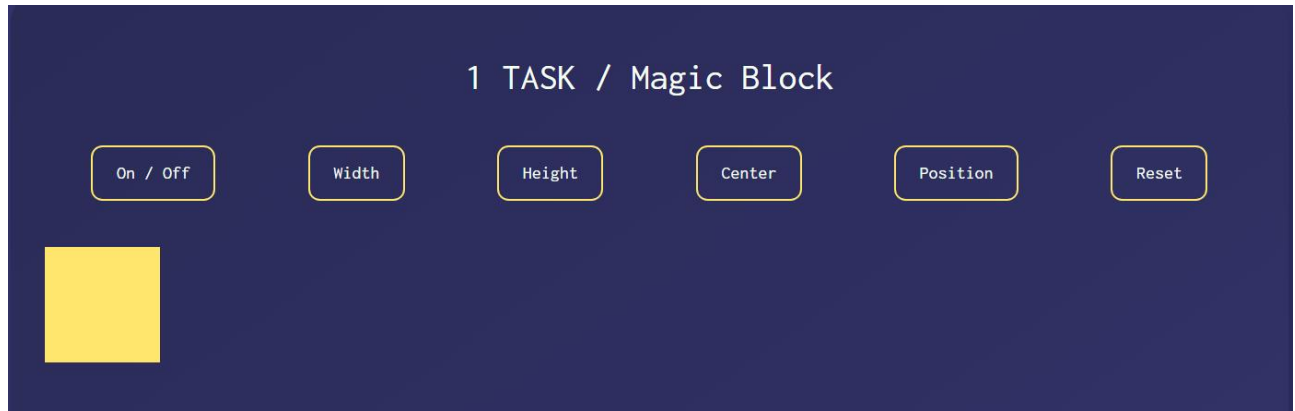 1 TASK / Magic Block
On / Off Width Height Center Position Reset